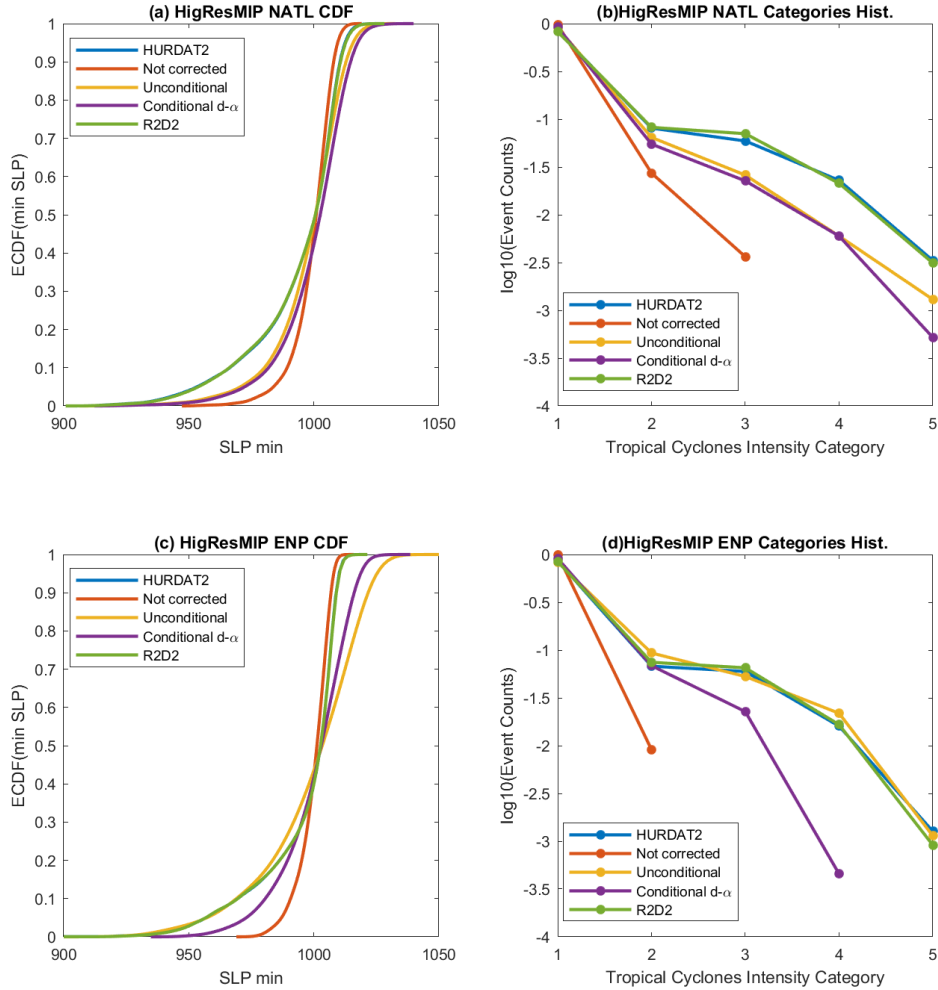 (a) HigResMIP NATL CDF
ECDF(min SLP)
1
0.9
0.8
0.7
0.6
0.5
0.4
0.3
0.2
0.1
0
HURDAT2
Not corrected
Unconditional
Conditional d-α
R2D2
900 950 1000 1050
SLP min
(b)HigResMIP NATL Categories Hist.
log10(Event Counts)
0
-0.5
-1
-1.5
-2
-2.5
-3
-3.5
-4
HURDAT2
Not corrected
Unconditional
Conditional d-α
R2D2
1 2 3 4 5
Tropical Cyclones Intensity Category
(c) HigResMIP ENP CDF
ECDF(min SLP)
1
0.9
0.8
0.7
0.6
0.5
0.4
0.3
0.2
0.1
0
HURDAT2
Not corrected
Unconditional
Conditional d-α
R2D2
900 950 1000 1050
SLP min
(d)HigResMIP ENP Categories Hist.
log10(Event Counts)
0
-0.5
-1
-1.5
-2
-2.5
-3
-3.5
-4
HURDAT2
Not corrected
Unconditional
Conditional d-α
R2D2
1 2 3 4 5
Tropical Cyclones Intensity Category